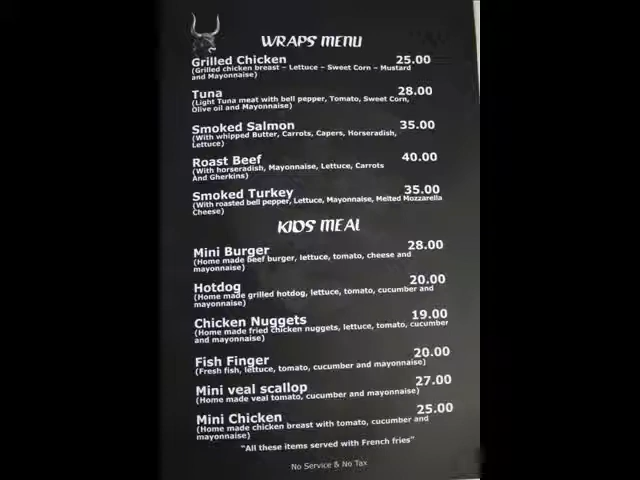 WRAPS MENU
Grilled Chicken 25.00
(Grilled chicken breast – Lettuce – Sweet Corn – Mustard
and Mayonnaise)
Tuna 28.00
(Light Tuna meat with bell pepper, Tomato, Sweet Corn,
Olive oil and Mayonnaise)
Smoked Salmon 35.00
(With whipped Butter, Carrots, Capers, Horseradish,
Lettuce)
Roast Beef 40.00
(With horseradish, Mayonnaise, Lettuce, Carrots
And Gherkins)
Smoked Turkey 35.00
(With roasted bell pepper, Lettuce, Mayonnaise, Melted Mozzarella
Cheese)
KIDS MEAL
Mini Burger 28.00
(Home made beef burger, lettuce, tomato, cheese and
mayonnaise)
Hotdog 20.00
(Home made grilled hotdog, lettuce, tomato, cucumber and
mayonnaise)
Chicken Nuggets 19.00
(Home made fried chicken nuggets, lettuce, tomato, cucumber
and mayonnaise)
Fish Finger 20.00
(Fresh fish, lettuce, tomato, cucumber and mayonnaise)
Mini veal scallop 27.00
(Home made veal tomato, cucumber and mayonnaise)
Mini Chicken 25.00
(Home made chicken breast with tomato, cucumber and
mayonnaise)
"All these items served with French fries"
No Service & No Tax